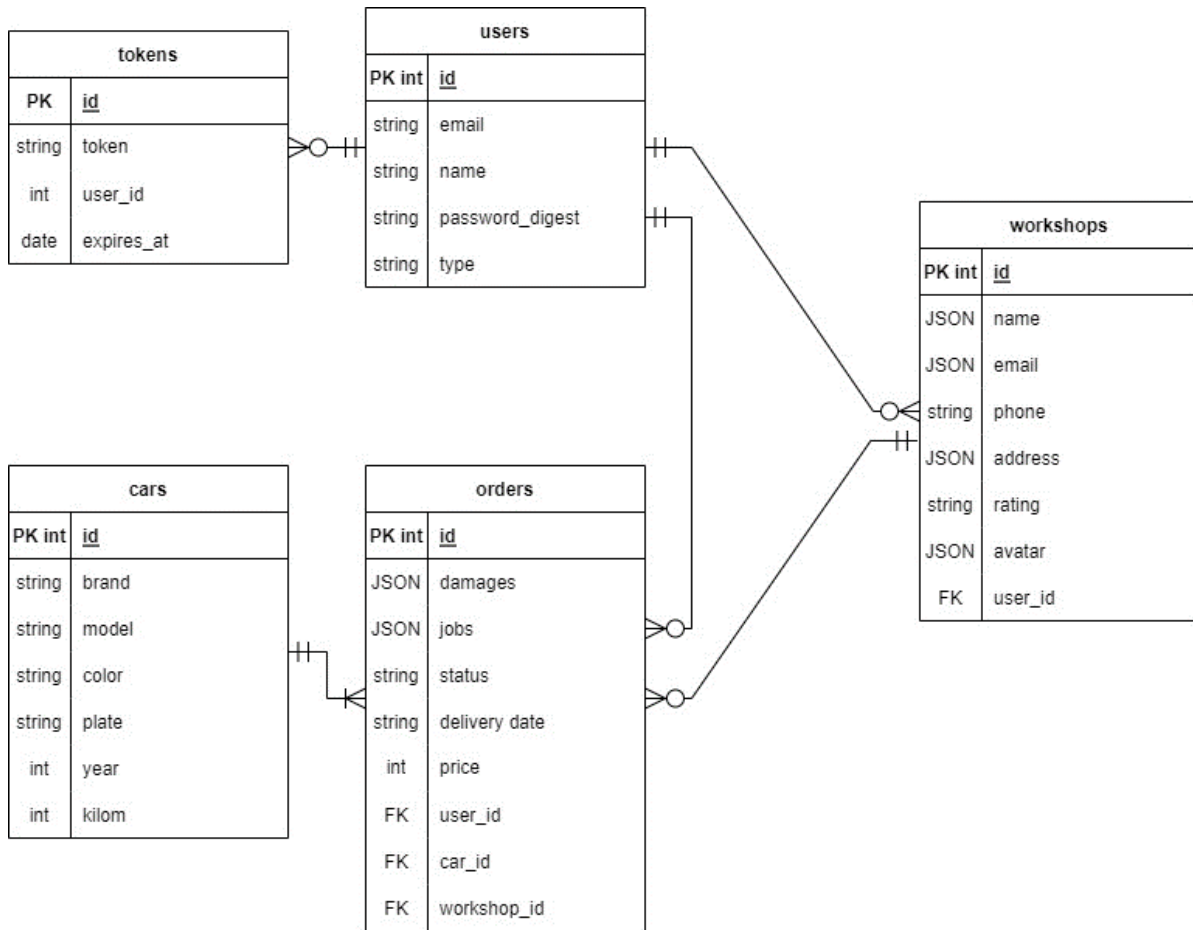 tokens
PK id
string token
int user_id
date expires_at
users
PK int id
string email
string name
string password_digest
string type
workshops
PK int id
JSON name
JSON email
string phone
JSON address
string rating
JSON avatar
FK user_id
cars
PK int id
string brand
string model
string color
string plate
int year
int kilom
orders
PK int id
JSON damages
JSON jobs
string status
string delivery date
int price
FK user_id
FK car_id
FK workshop_id